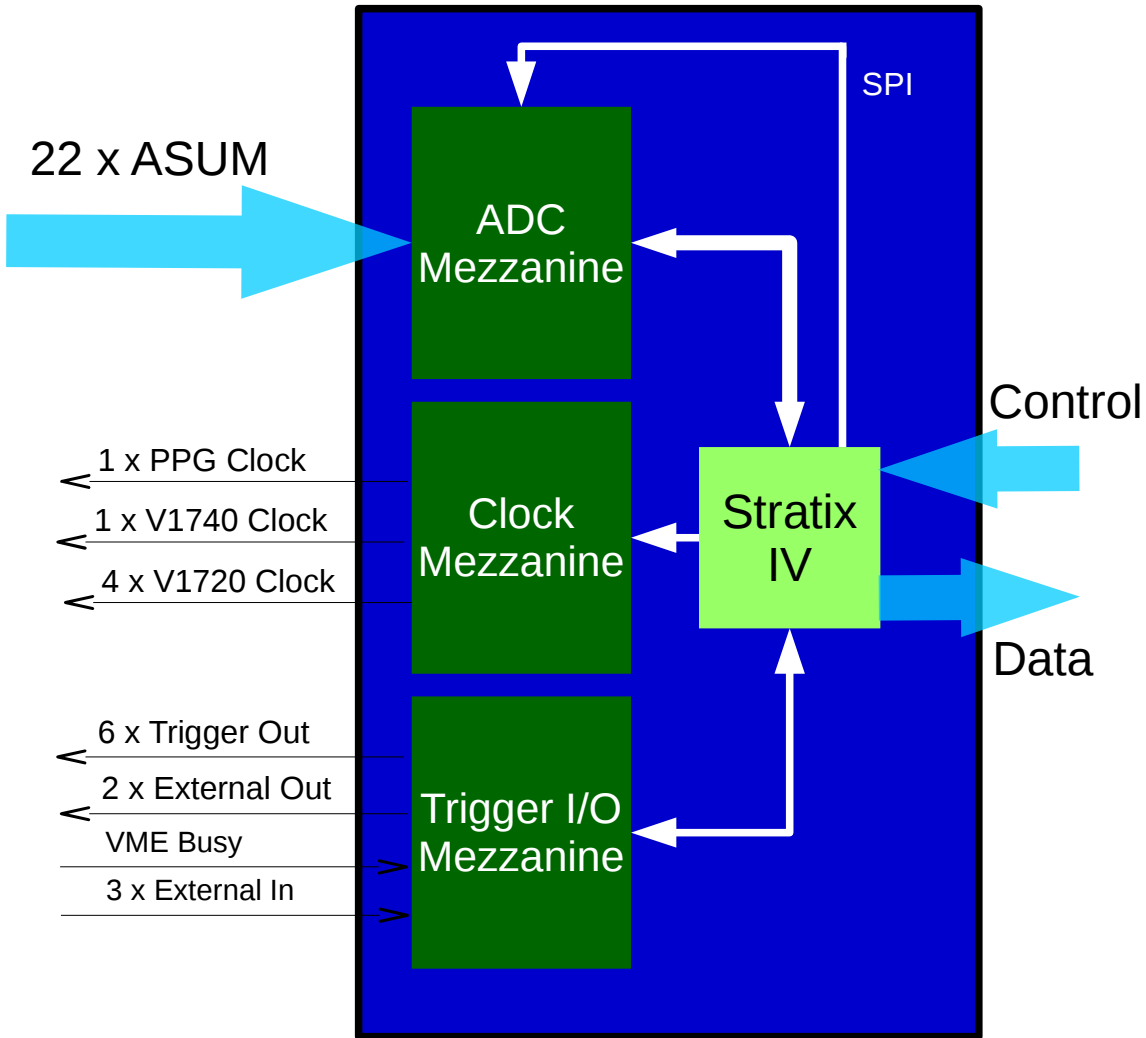 SPI
22 x ASUM
ADC
Mezzanine
Control
1 x PPG Clock
1 x V1740 Clock
4 x V1720 Clock
Clock
Mezzanine
Stratix
IV
Data
6 x Trigger Out
2 x External Out
VME Busy
3 x External In
Trigger I/O
Mezzanine